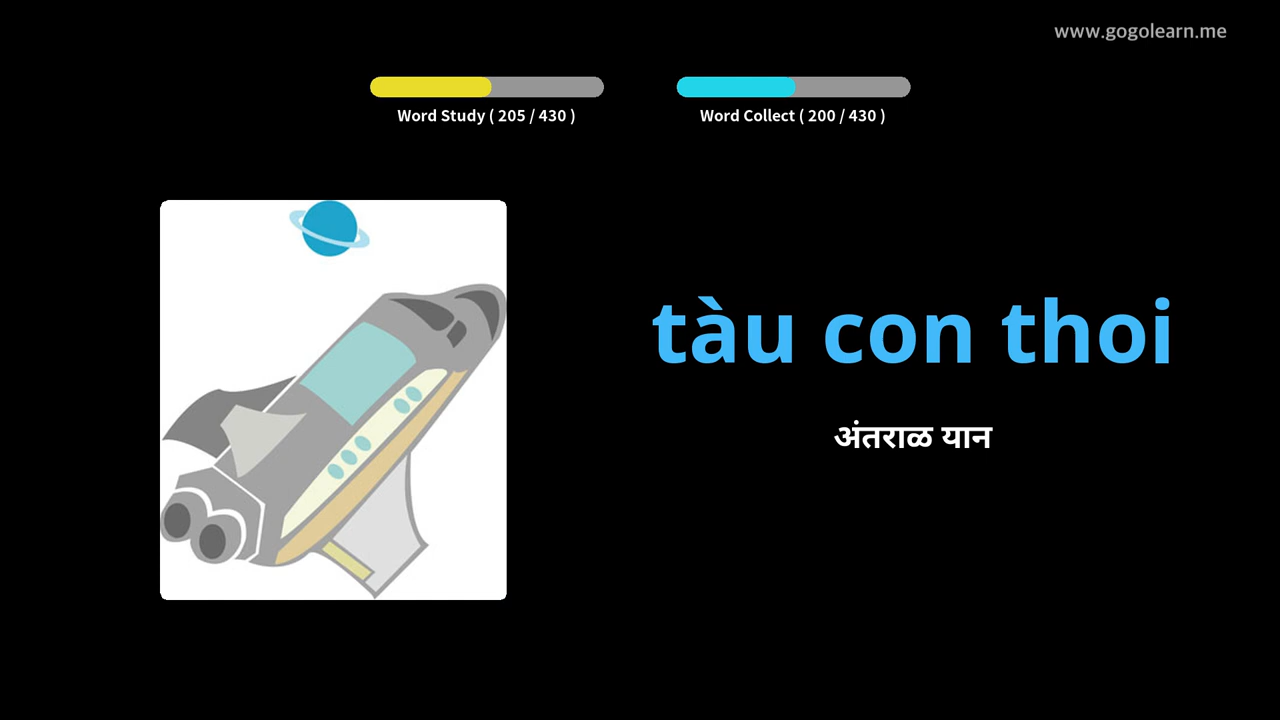 www.gogolearn.me
Word Study ( 205 / 430 )
Word Collect ( 200 / 430 )
tàu con thoi
अंतराळ यान